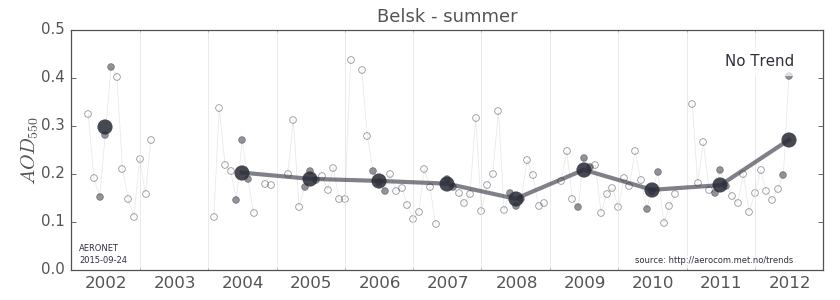 Belsk - summer
No Trend
AOD550
0.5
0.4
0.3
0.2
0.1
0.0
AERONET
2015-09-24
source: http://aerocom.met.no/trends
2002 2003 2004 2005 2006 2007 2008 2009 2010 2011 2012